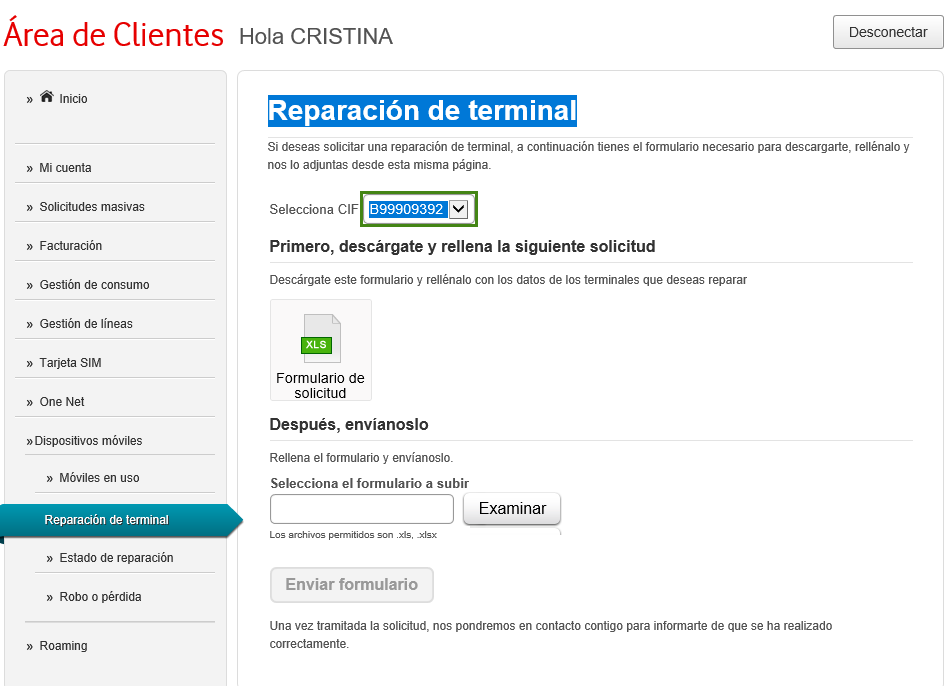 Área de Clientes Hola CRISTINA
Desconectar
» Inicio
» Mi cuenta
» Solicitudes masivas
» Facturación
» Gestión de consumo
» Gestión de líneas
» Tarjeta SIM
» One Net
» Dispositivos móviles
» Móviles en uso
Reparación de terminal
» Estado de reparación
» Robo o pérdida
» Roaming
Reparación de terminal
Si deseas solicitar una reparación de terminal, a continuación tienes el formulario necesario para descargarte, rellénalo y
nos lo adjuntas desde esta misma página.
Selecciona CIF B99909392
Primero, descárgate y rellena la siguiente solicitud
Descárgate este formulario y rellénalo con los datos de los terminales que deseas reparar
XLS
Formulario de
solicitud
Después, envíanoslo
Rellena el formulario y envíanoslo.
Selecciona el formulario a subir
Examinar
Los archivos permitidos son .xls, .xlsx
Enviar formulario
Una vez tramitada la solicitud, nos pondremos en contacto contigo para informarte de que se ha realizado
correctamente.